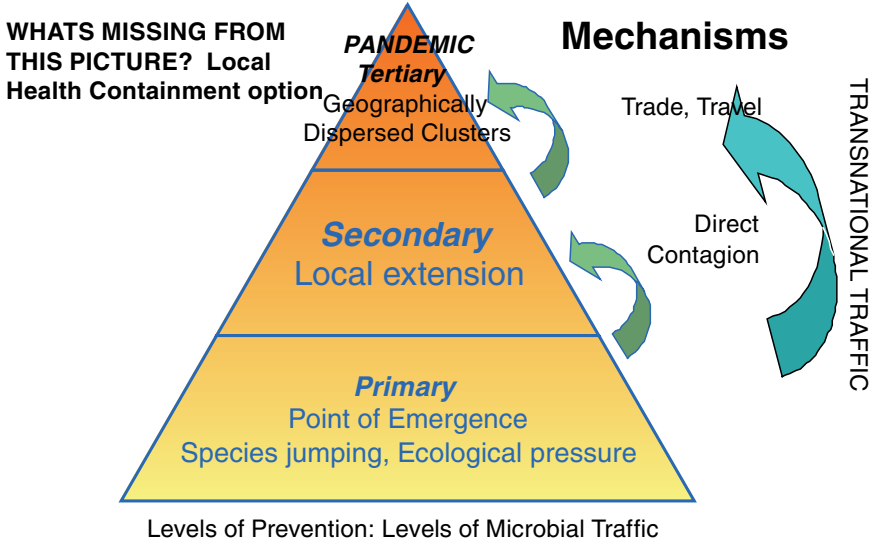 WHATS MISSING FROM
THIS PICTURE? Local
Health Containment option
PANDEMIC
Tertiary
Geographically
Dispersed Clusters
Secondary
Local extension
Primary
Point of Emergence
Species jumping, Ecological pressure
Mechanisms
Trade, Travel
Direct
Contagion
TRANSNATIONAL TRAFFIC
Levels of Prevention: Levels of Microbial Traffic